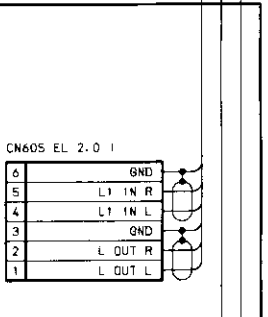 CN605 EL 2.0 I
6 GND
5 L1 IN R
4 L1 IN L
3 GND
2 L OUT R
1 L OUT L